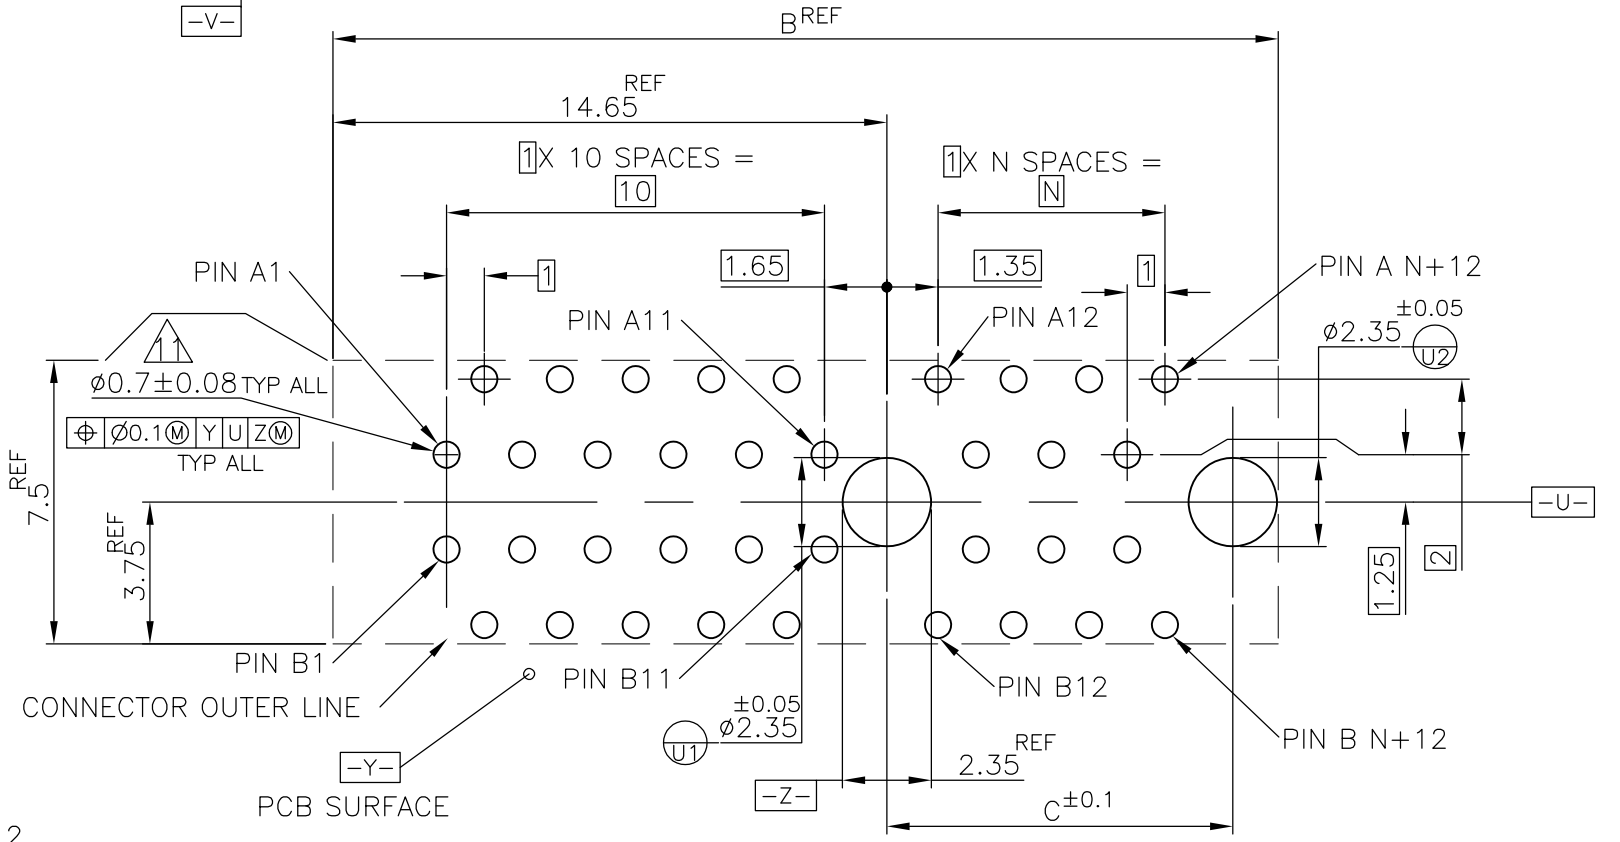 -V-
B REF
REF
14.65
1 X 10 SPACES =
10
1 X N SPACES =
N
1.65
1.35
PIN A1
1
1
PIN A N+12
PIN A11
PIN A12
±0.05
ø2.35
U2
11
ø0.7±0.08 TYP ALL
⌖ Ø0.1Ⓜ Y U ZⓂ
TYP ALL
7.5 REF
3.75 REF
-U-
1.25
2
PIN B1
PIN B11
PIN B12
CONNECTOR OUTER LINE
±0.05
ø2.35
U1
PIN B N+12
-Y-
PCB SURFACE
REF
2.35
-Z-
C±0.1
2